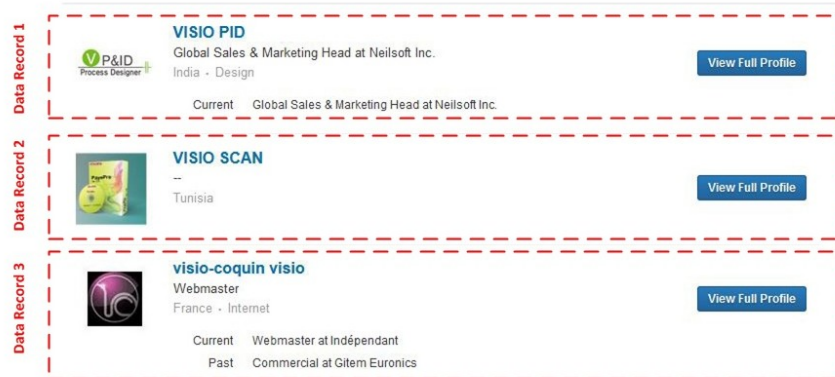 Data Record 1
V P&ID
Process Designer
VISIO PID
Global Sales & Marketing Head at Neilsoft Inc.
India • Design
Current Global Sales & Marketing Head at Neilsoft Inc.
View Full Profile
Data Record 2
VISIO SCAN
--
Tunisia
View Full Profile
Data Record 3
lc
visio-coquin visio
Webmaster
France • Internet
Current Webmaster at Indépendant
Past Commercial at Gitem Euronics
View Full Profile